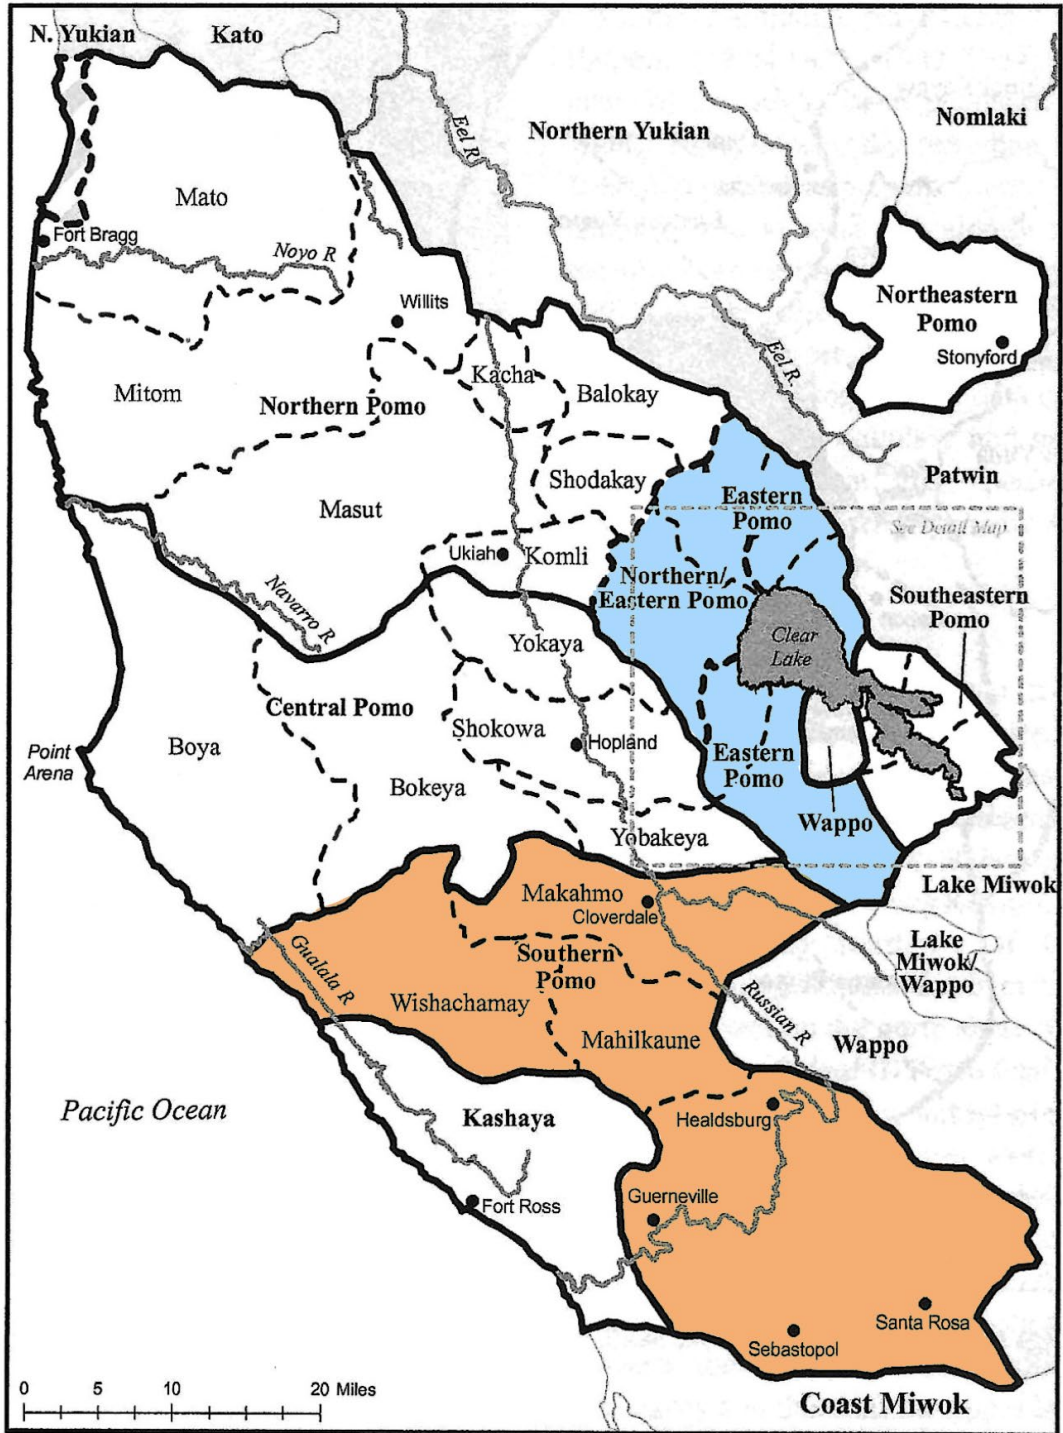 N. Yukian
Kato
Eel R
Northern Yukian
Nomlaki
Mato
Fort Bragg
Noyo R
Willits
Northeastern
Pomo
Stonyford
Eel R.
Kacha
Balokay
Mitom
Northern Pomo
Patwin
Shodakay
Eastern
Pomo
See Detail Map
Masut
Ukiah
Komli
Northern/
Eastern Pomo
Southeastern
Pomo
Navarro R
Yokaya
Clear
Lake
Central Pomo
Shokowa
Boya
Hopland
Point
Arena
Bokeya
Eastern
Pomo
Wappo
Yobakeya
Lake Miwok
Makahmo
Cloverdale
Gualala R
Southern
Pomo
Lake
Miwok/
Wappo
Wishachamay
Russian R
Mahilkaune
Wappo
Pacific Ocean
Kashaya
Healdsburg
Guerneville
Fort Ross
Santa Rosa
Sebastopol
0 5 10 20 Miles
Coast Miwok